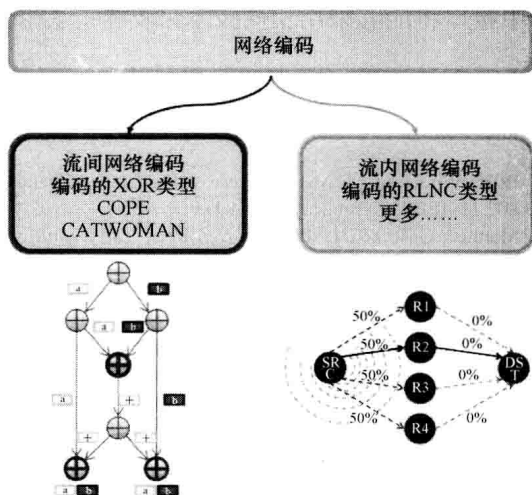 网络编码
流间网络编码
编码的XOR类型
COPE
CATWOMAN
流内网络编码
编码的RLNC类型
更多……
a
b
a
b
a
+
b
+
+
a b
a b
50%
R1
0%
50%
R2
0%
SRC
DST
50%
R3
0%
50%
R4
0%